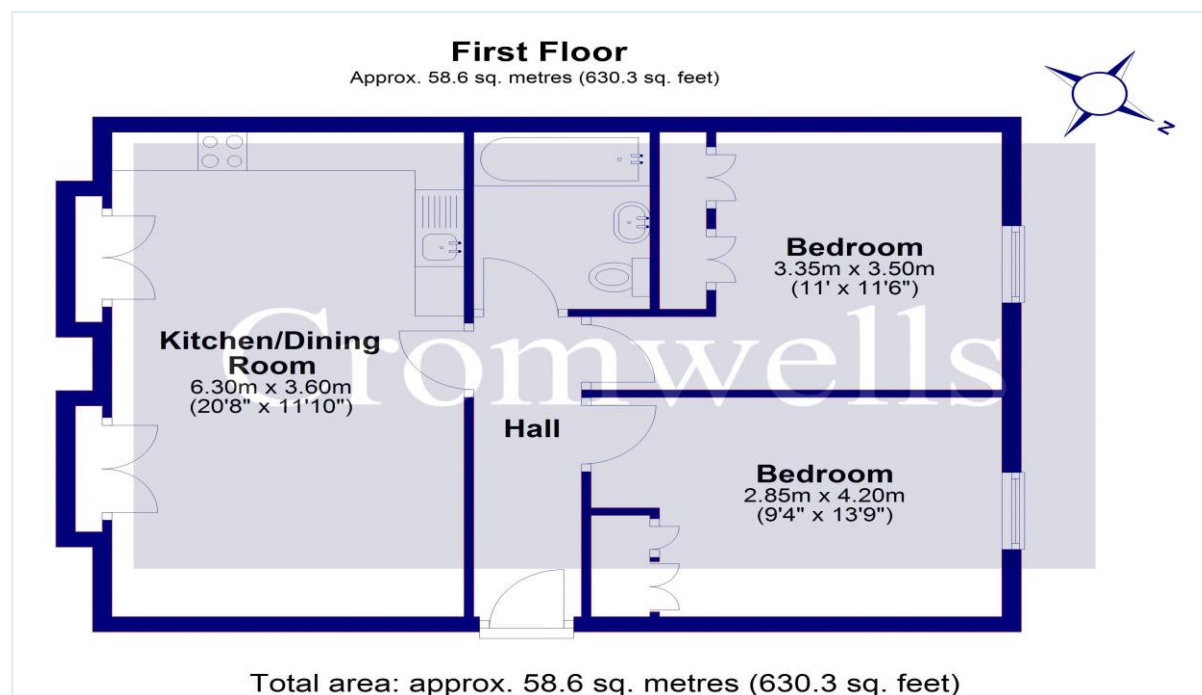 First Floor
Approx. 58.6 sq. metres (630.3 sq. feet)
N
Bedroom
3.35m x 3.50m
(11' x 11'6")
Kitchen/Dining
Room
6.30m x 3.60m
(20'8" x 11'10")
Cromwells
Hall
Bedroom
2.85m x 4.20m
(9'4" x 13'9")
Total area: approx. 58.6 sq. metres (630.3 sq. feet)